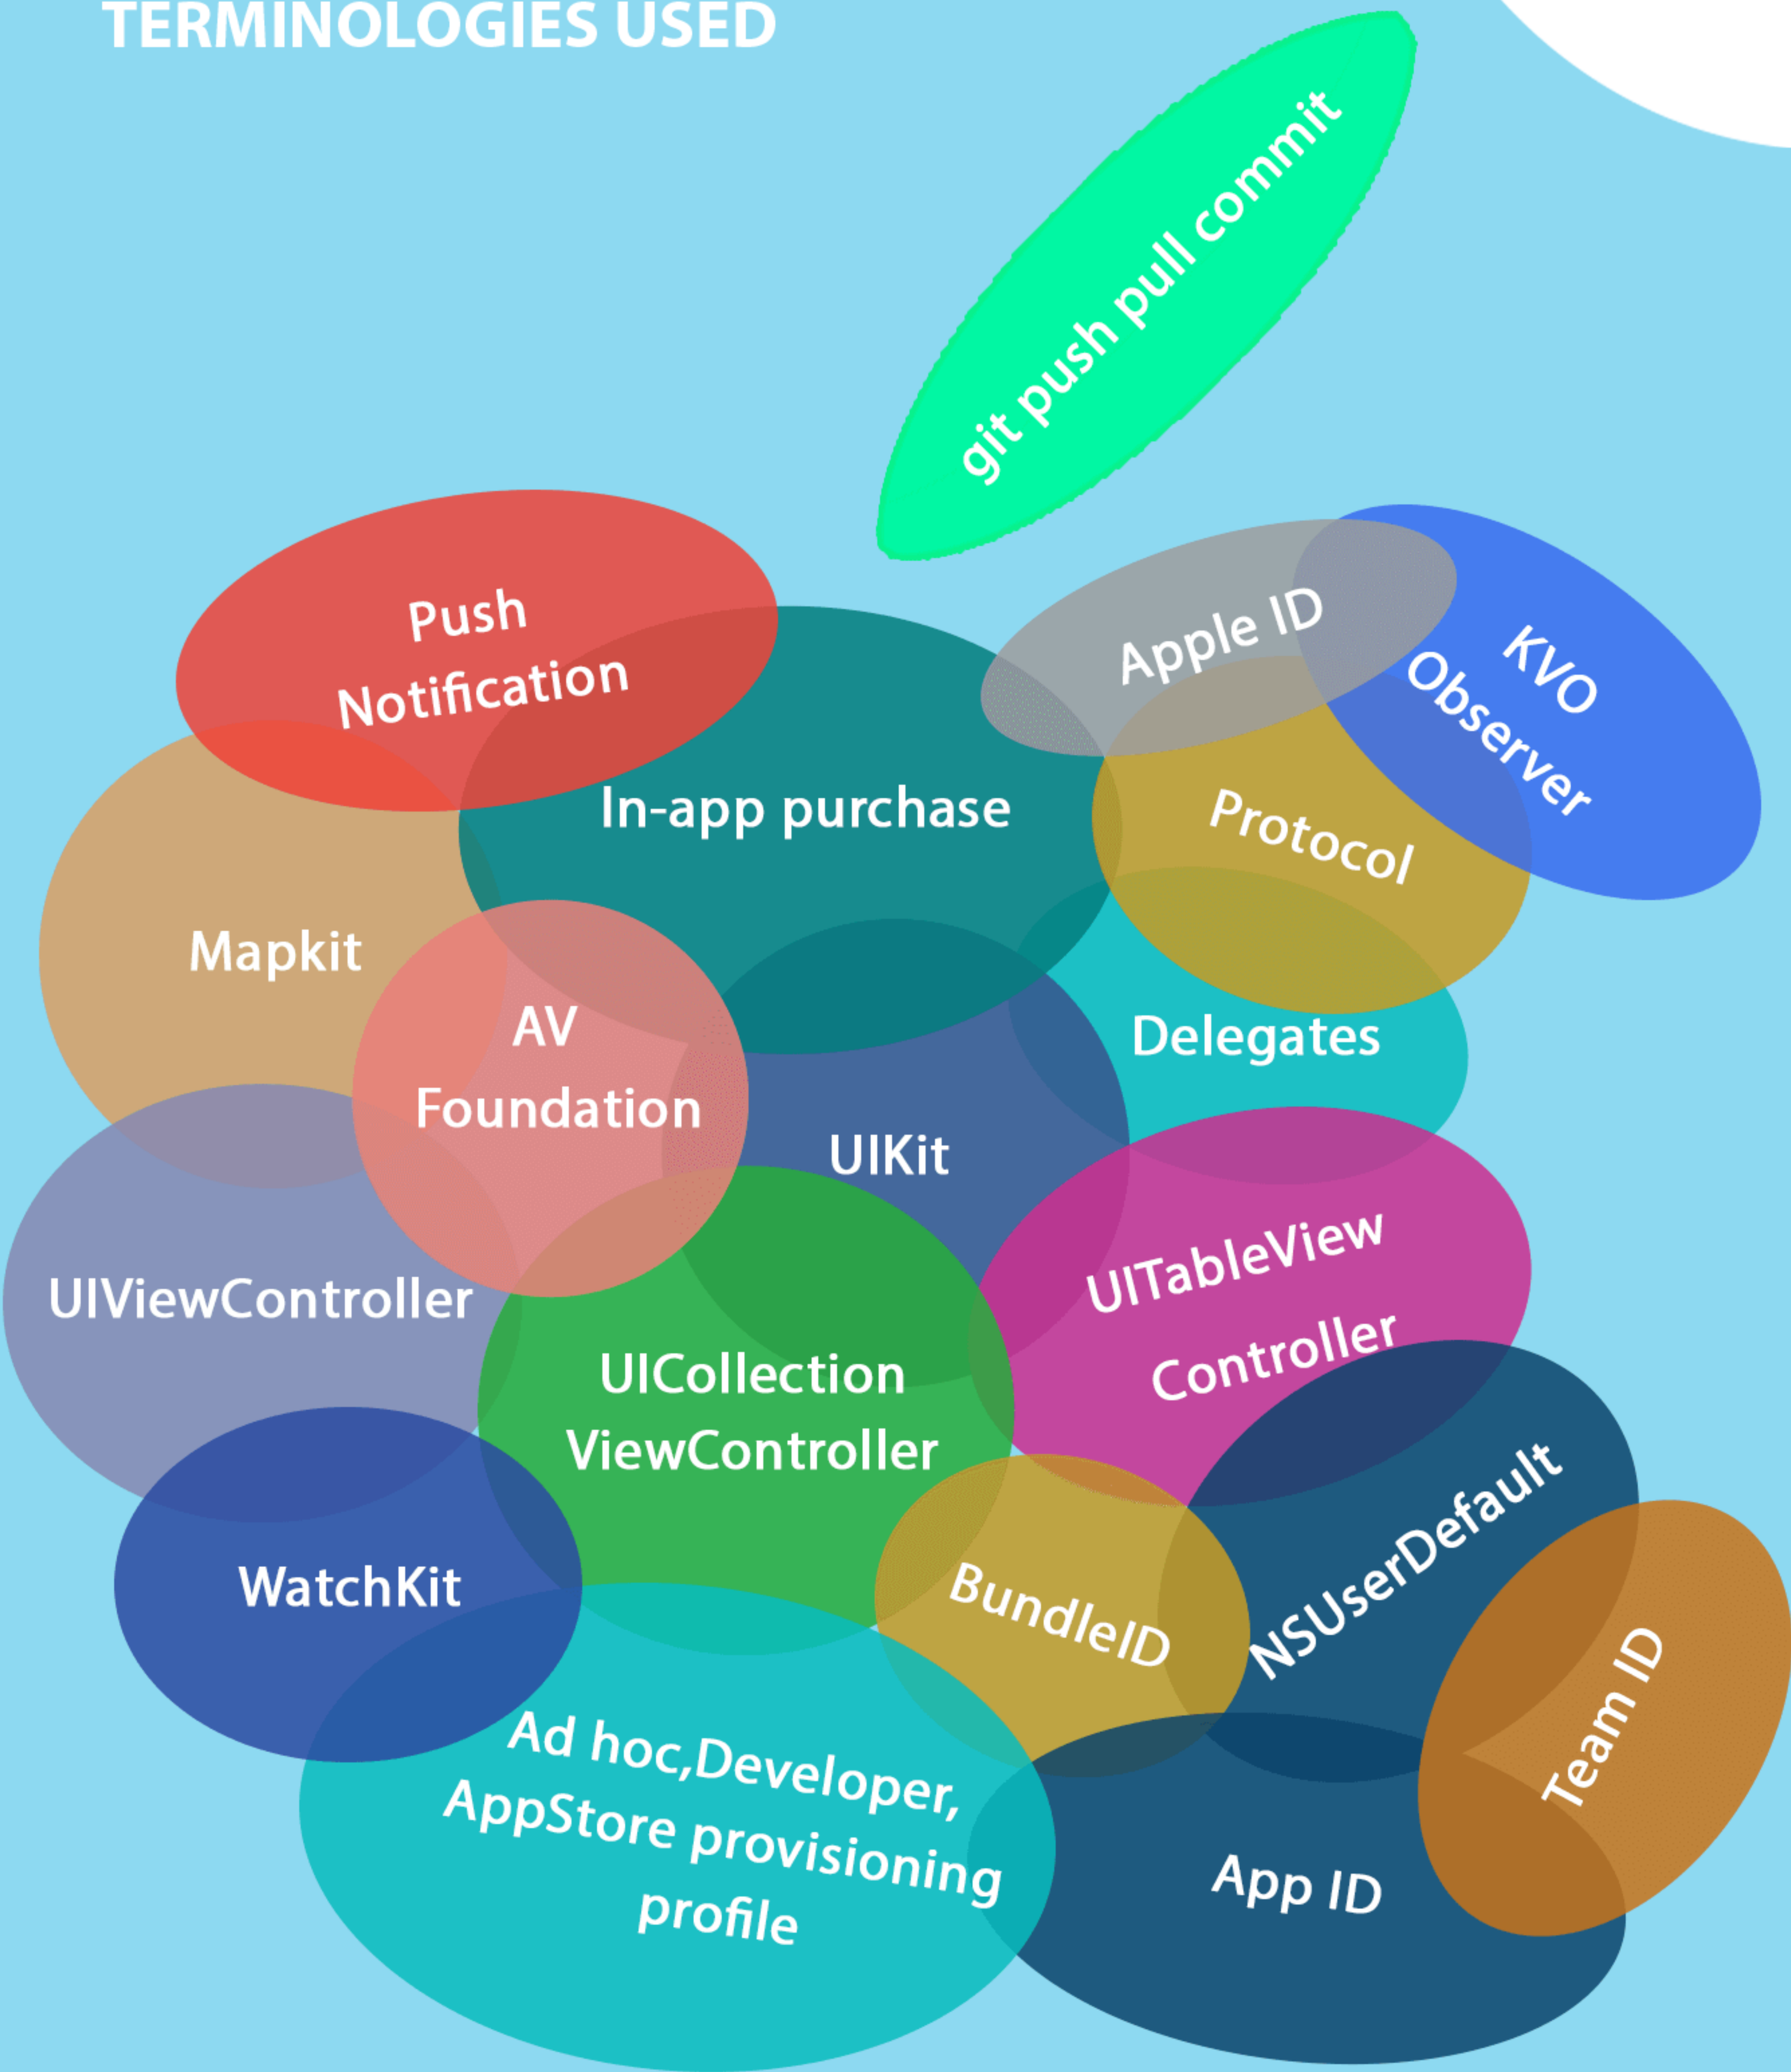 TERMINOLOGIES USED
git push pull commit
Push
Notification
Apple ID
KVO
Observer
In-app purchase
Protocol
Mapkit
AV
Foundation
Delegates
UIKit
UIViewController
UITableView
Controller
UICollection
ViewController
NSUserDefault
WatchKit
BundleID
Team ID
Ad hoc,Developer,
AppStore provisioning
profile
App ID